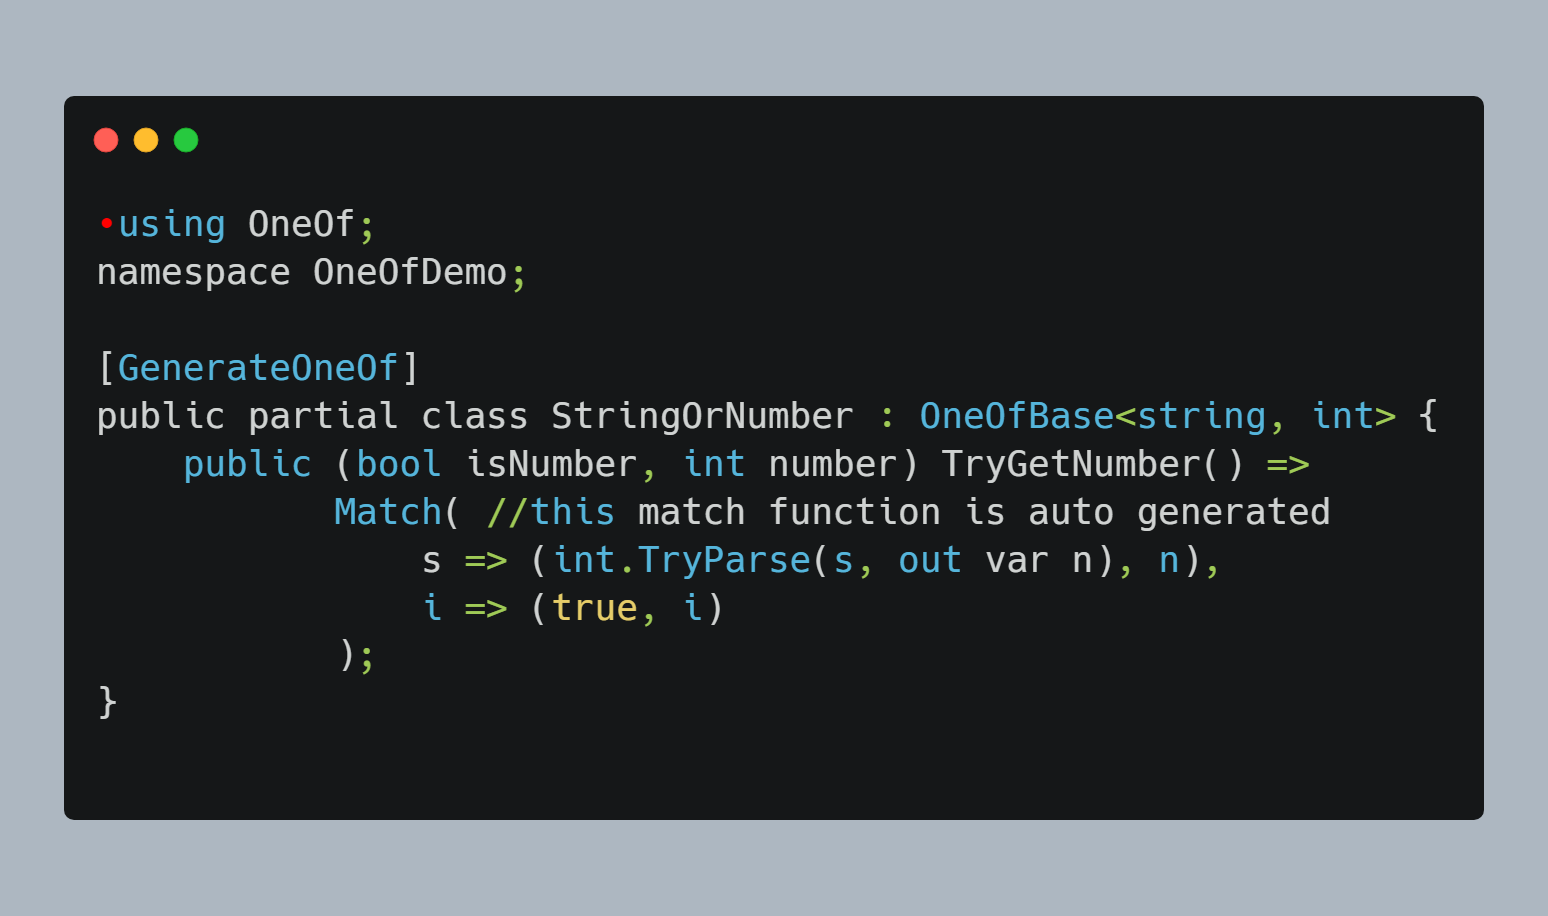 •using OneOf;
namespace OneOfDemo;

[GenerateOneOf]
public partial class StringOrNumber : OneOfBase<string, int> {
    public (bool isNumber, int number) TryGetNumber() =>
           Match( //this match function is auto generated
               s => (int.TryParse(s, out var n), n),
               i => (true, i)
           );
}